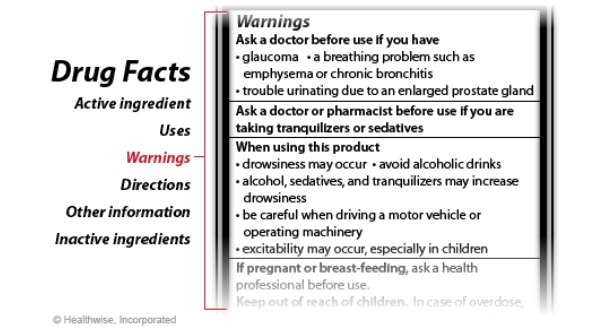 Drug Facts
Active ingredient
Uses
Warnings
Directions
Other information
Inactive ingredients
Warnings
Ask a doctor before use if you have
• glaucoma • a breathing problem such as
emphysema or chronic bronchitis
• trouble urinating due to an enlarged prostate gland
Ask a doctor or pharmacist before use if you are
taking tranquilizers or sedatives
When using this product
• drowsiness may occur • avoid alcoholic drinks
• alcohol, sedatives, and tranquilizers may increase
drowsiness
• be careful when driving a motor vehicle or
operating machinery
• excitability may occur, especially in children
If pregnant or breast-feeding, ask a health
professional before use.
Keep out of reach of children. In case of overdose,
© Healthwise, Incorporated